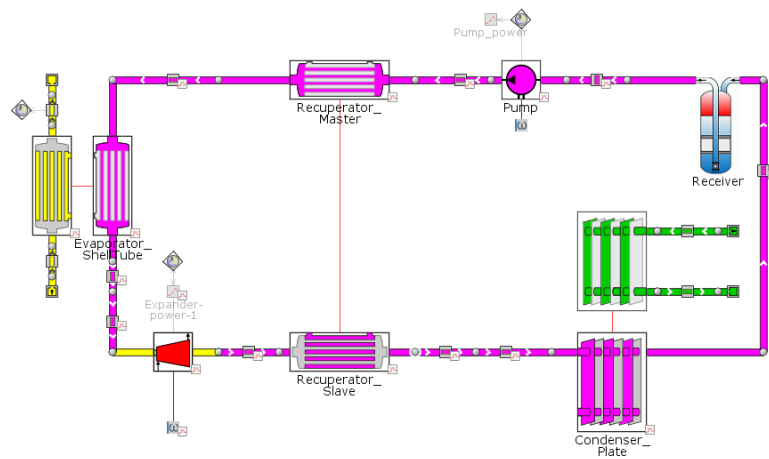 Pump_power
Recuperator_
Master
Pump
Receiver
Evaporator_
ShellTube
Expander-
power-1
Recuperator_
Slave
Condenser_
Plate
ω
ω